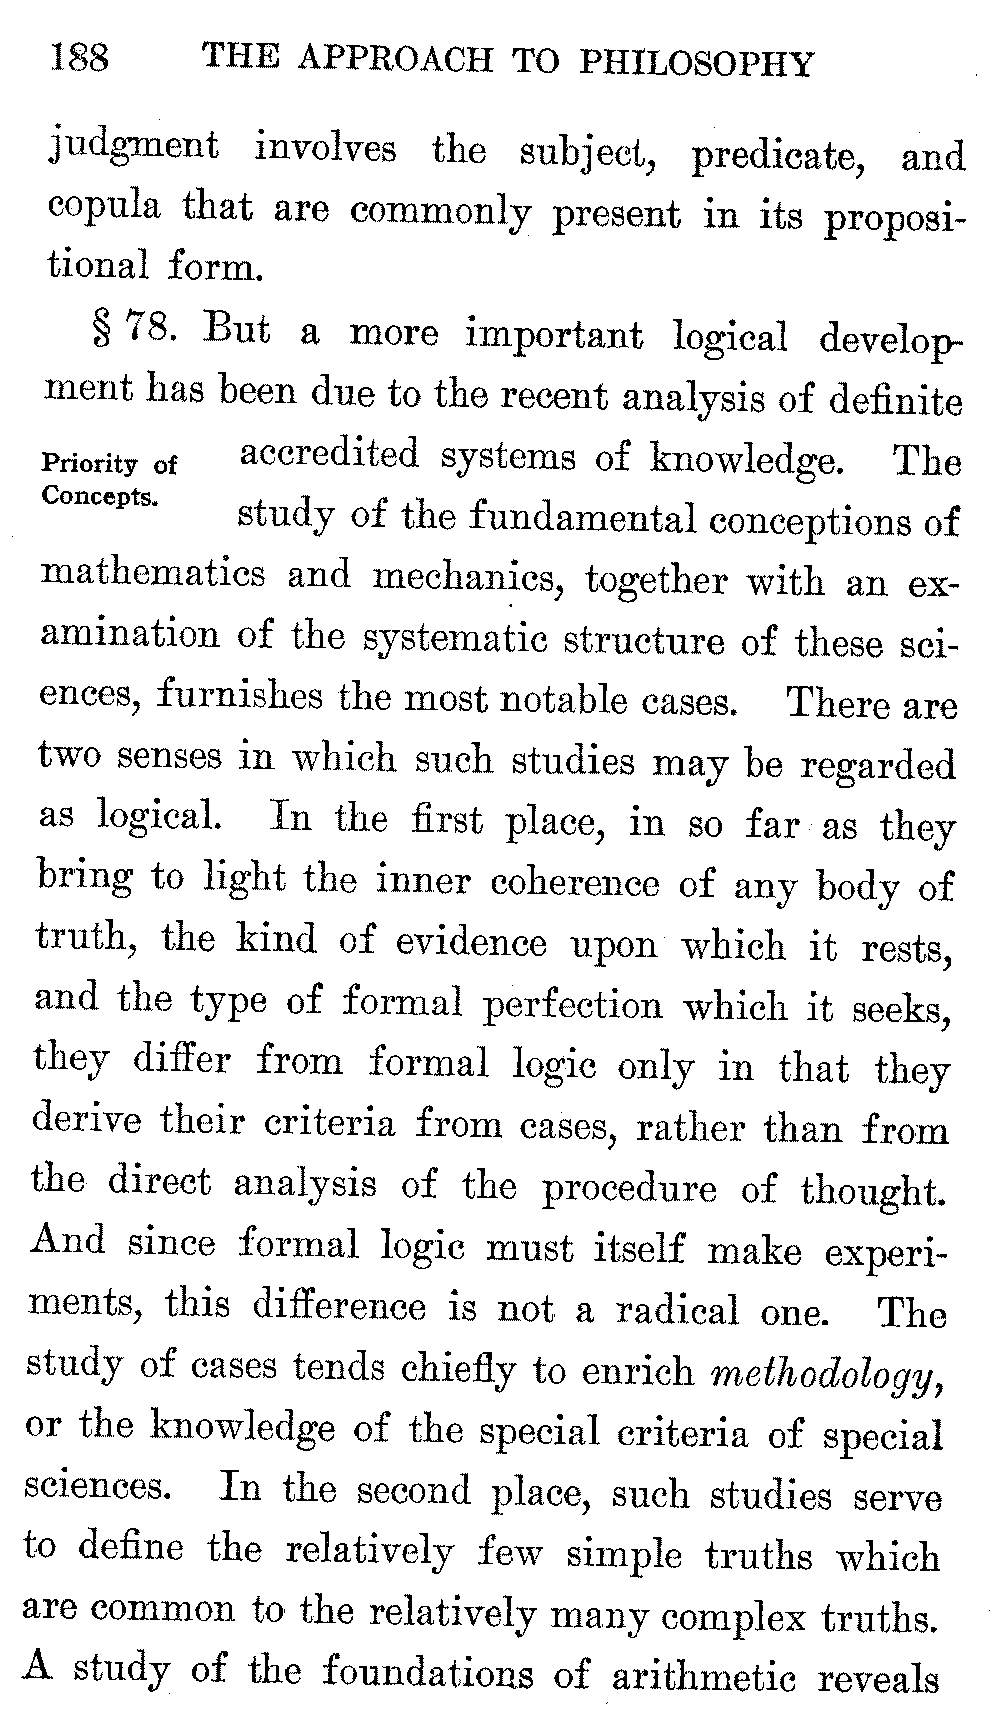 188 THE APPROACH TO PHILOSOPHY
judgment involves the subject, predicate, and
copula that are commonly present in its proposi-
tional form.
§ 78. But a more important logical develop-
ment has been due to the recent analysis of definite
Priority of
Concepts.
accredited systems of knowledge. The
study of the fundamental conceptions of
mathematics and mechanics, together with an ex-
amination of the systematic structure of these sci-
ences, furnishes the most notable cases. There are
two senses in which such studies may be regarded
as logical. In the first place, in so far as they
bring to light the inner coherence of any body of
truth, the kind of evidence upon which it rests,
and the type of formal perfection which it seeks,
they differ from formal logic only in that they
derive their criteria from cases, rather than from
the direct analysis of the procedure of thought.
And since formal logic must itself make experi-
ments, this difference is not a radical one. The
study of cases tends chiefly to enrich methodology,
or the knowledge of the special criteria of special
sciences. In the second place, such studies serve
to define the relatively few simple truths which
are common to the relatively many complex truths.
A study of the foundations of arithmetic reveals